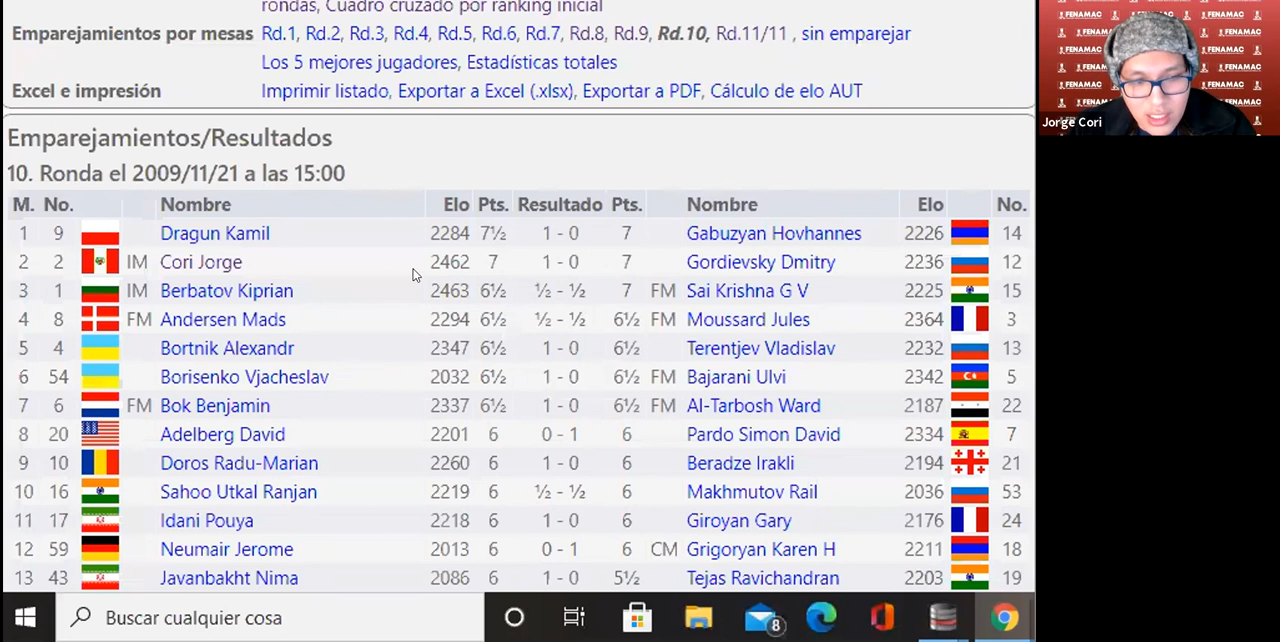 rondas, Cuadro cruzado por ranking inicial
Emparejamientos por mesas Rd.1, Rd.2, Rd.3, Rd.4, Rd.5, Rd.6, Rd.7, Rd.8, Rd.9, Rd.10, Rd.11/11 , sin emparejar
Los 5 mejores jugadores, Estadísticas totales
Excel e impresión Imprimir listado, Exportar a Excel (.xlsx), Exportar a PDF, Cálculo de elo AUT
Emparejamientos/Resultados
10. Ronda el 2009/11/21 a las 15:00
M. No. Nombre Elo Pts. Resultado Pts. Nombre Elo No.
1 9 Dragun Kamil 2284 7½ 1 - 0 7 Gabuzyan Hovhannes 2226 14
2 2 IM Cori Jorge 2462 7 1 - 0 7 Gordievsky Dmitry 2236 12
3 1 IM Berbatov Kiprian 2463 6½ ½ - ½ 7 FM Sai Krishna G V 2225 15
4 8 FM Andersen Mads 2294 6½ ½ - ½ 6½ FM Moussard Jules 2364 3
5 4 Bortnik Alexandr 2347 6½ 1 - 0 6½ Terentjev Vladislav 2232 13
6 54 Borisenko Vjacheslav 2032 6½ 1 - 0 6½ FM Bajarani Ulvi 2342 5
7 6 FM Bok Benjamin 2337 6½ 1 - 0 6½ FM Al-Tarbosh Ward 2187 22
8 20 Adelberg David 2201 6 0 - 1 6 Pardo Simon David 2334 7
9 10 Doros Radu-Marian 2260 6 1 - 0 6 Beradze Irakli 2194 21
10 16 Sahoo Utkal Ranjan 2219 6 ½ - ½ 6 Makhmutov Rail 2036 53
11 17 Idani Pouya 2218 6 1 - 0 6 Giroyan Gary 2176 24
12 59 Neumair Jerome 2013 6 0 - 1 6 CM Grigoryan Karen H 2211 18
13 43 Javanbakht Nima 2086 6 1 - 0 5½ Tejas Ravichandran 2203 19
Buscar cualquier cosa
8
FENAMAC
FENAMAC
FENAMAC
FENAMAC
FENAMAC
FENAMAC
Jorge Cori